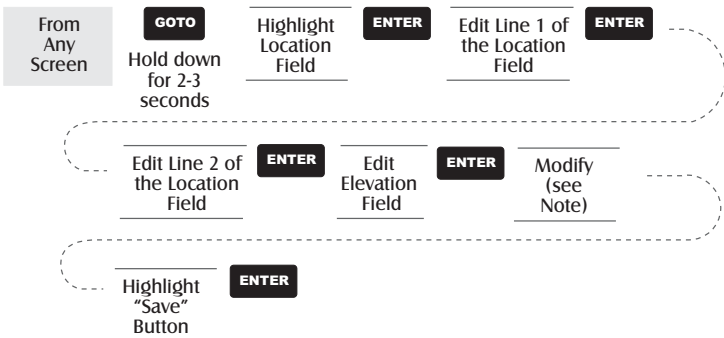 From
Any
Screen
GOTO
Hold down
for 2-3
seconds
Highlight
Location
Field
ENTER
Edit Line 1 of
the Location
Field
ENTER
Edit Line 2 of
the Location
Field
ENTER
Edit
Elevation
Field
ENTER
Modify
(see
Note)
Highlight
“Save”
Button
ENTER